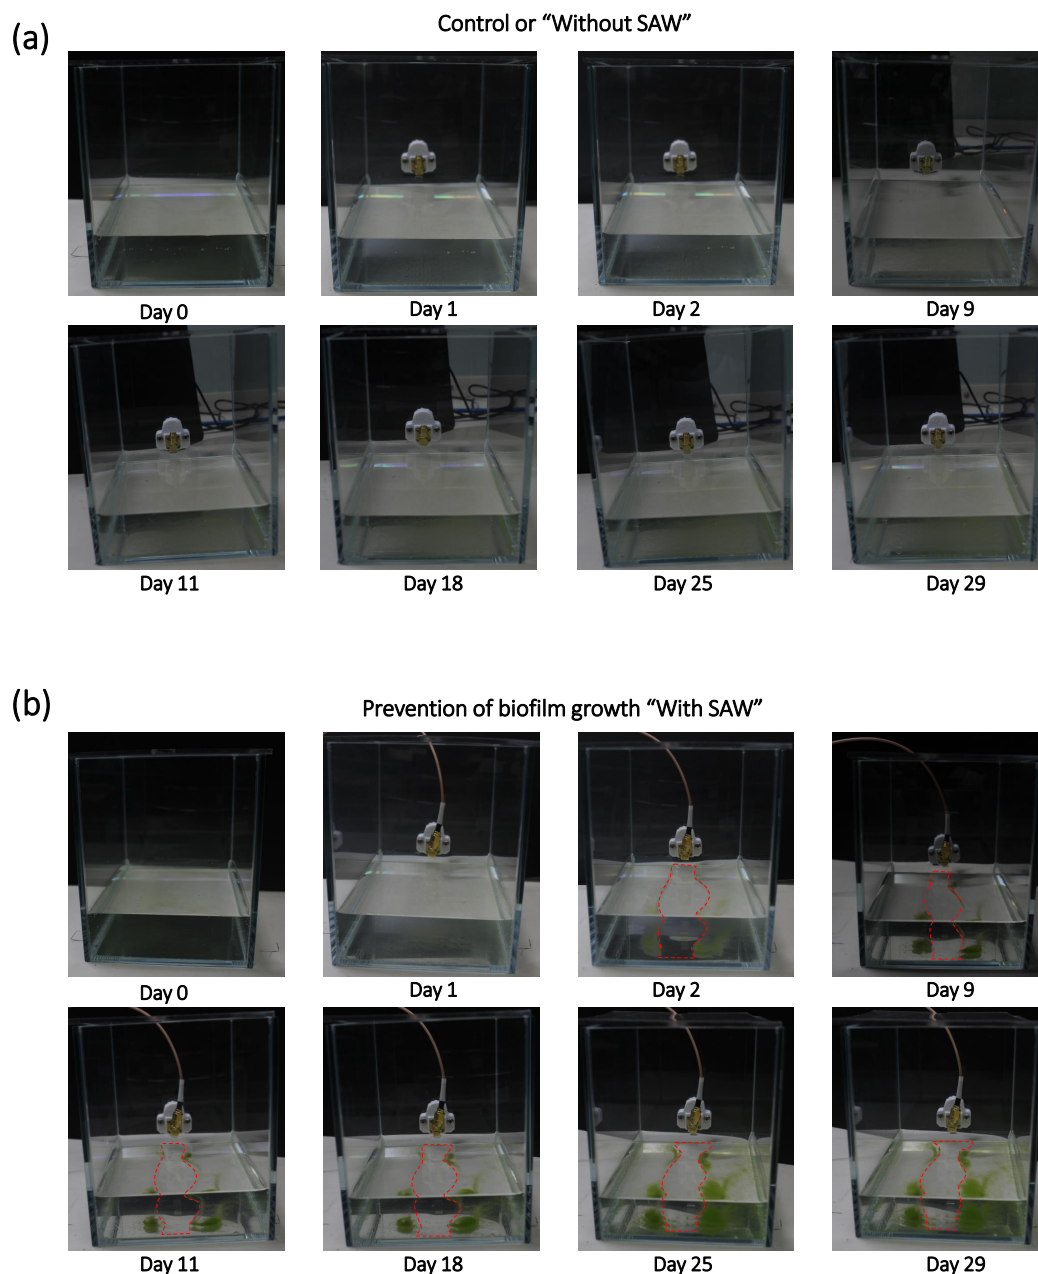 (a)
Control or “Without SAW”
Day 0
Day 1
Day 2
Day 9
Day 11
Day 18
Day 25
Day 29
(b)
Prevention of biofilm growth “With SAW”
Day 0
Day 1
Day 2
Day 9
Day 11
Day 18
Day 25
Day 29